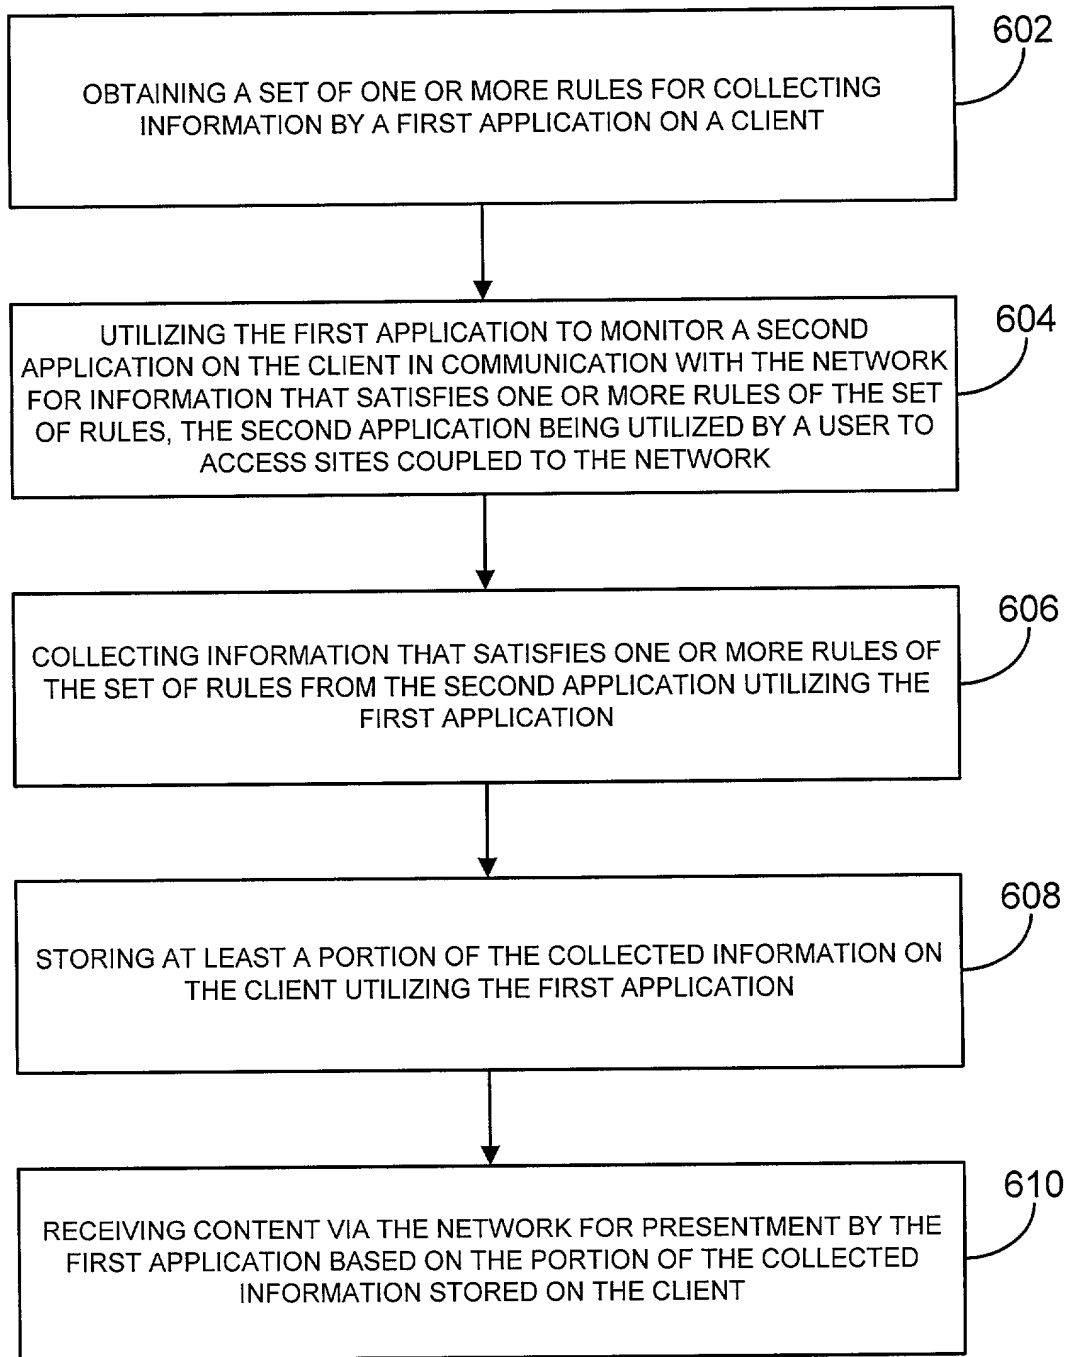 602
OBTAINING A SET OF ONE OR MORE RULES FOR COLLECTING
INFORMATION BY A FIRST APPLICATION ON A CLIENT
604
UTILIZING THE FIRST APPLICATION TO MONITOR A SECOND
APPLICATION ON THE CLIENT IN COMMUNICATION WITH THE NETWORK
FOR INFORMATION THAT SATISFIES ONE OR MORE RULES OF THE SET
OF RULES, THE SECOND APPLICATION BEING UTILIZED BY A USER TO
ACCESS SITES COUPLED TO THE NETWORK
606
COLLECTING INFORMATION THAT SATISFIES ONE OR MORE RULES OF
THE SET OF RULES FROM THE SECOND APPLICATION UTILIZING THE
FIRST APPLICATION
608
STORING AT LEAST A PORTION OF THE COLLECTED INFORMATION ON
THE CLIENT UTILIZING THE FIRST APPLICATION
610
RECEIVING CONTENT VIA THE NETWORK FOR PRESENTMENT BY THE
FIRST APPLICATION BASED ON THE PORTION OF THE COLLECTED
INFORMATION STORED ON THE CLIENT